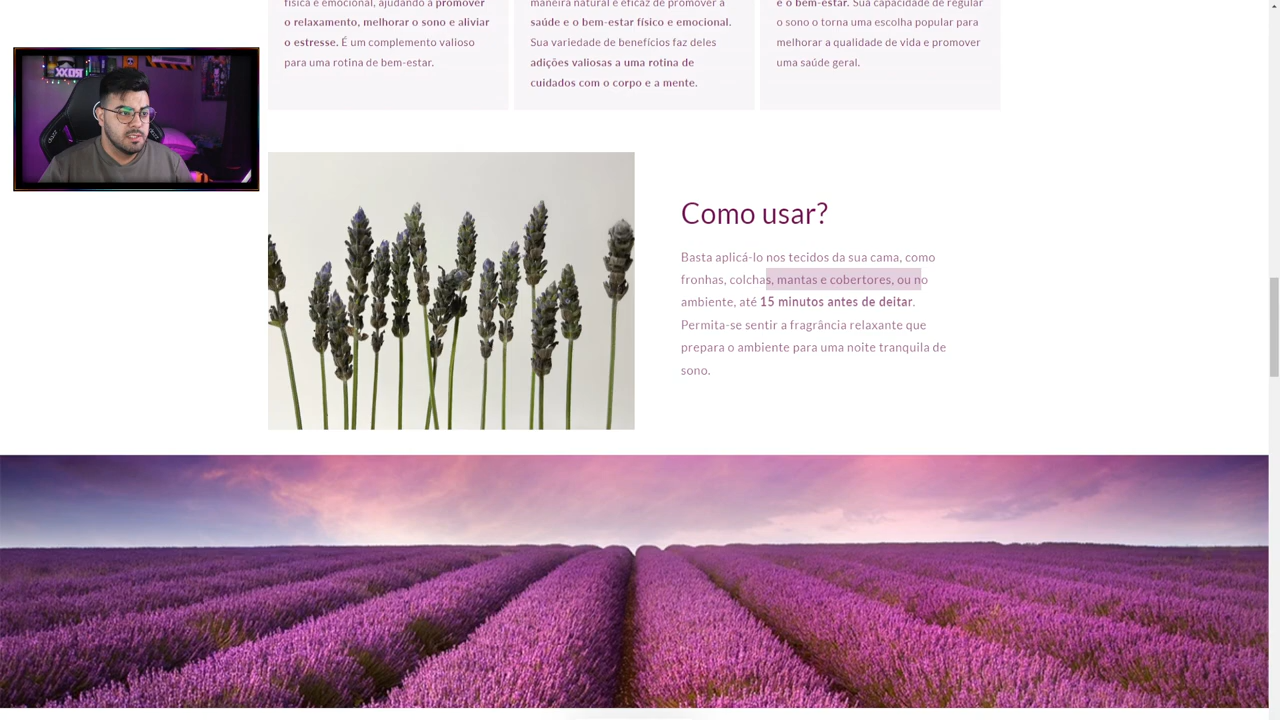 física e emocional, ajudando a promover
o relaxamento, melhorar o sono e aliviar
o estresse. É um complemento valioso
para uma rotina de bem-estar.
maneira natural e eficaz de promover a
saúde e o bem-estar físico e emocional.
Sua variedade de benefícios faz deles
adições valiosas a uma rotina de
cuidados com o corpo e a mente.
e o bem-estar. Sua capacidade de regular
o sono o torna uma escolha popular para
melhorar a qualidade de vida e promover
uma saúde geral.
Como usar?
Basta aplicá-lo nos tecidos da sua cama, como
fronhas, colchas, mantas e cobertores, ou no
ambiente, até 15 minutos antes de deitar.
Permita-se sentir a fragrância relaxante que
prepara o ambiente para uma noite tranquila de
sono.